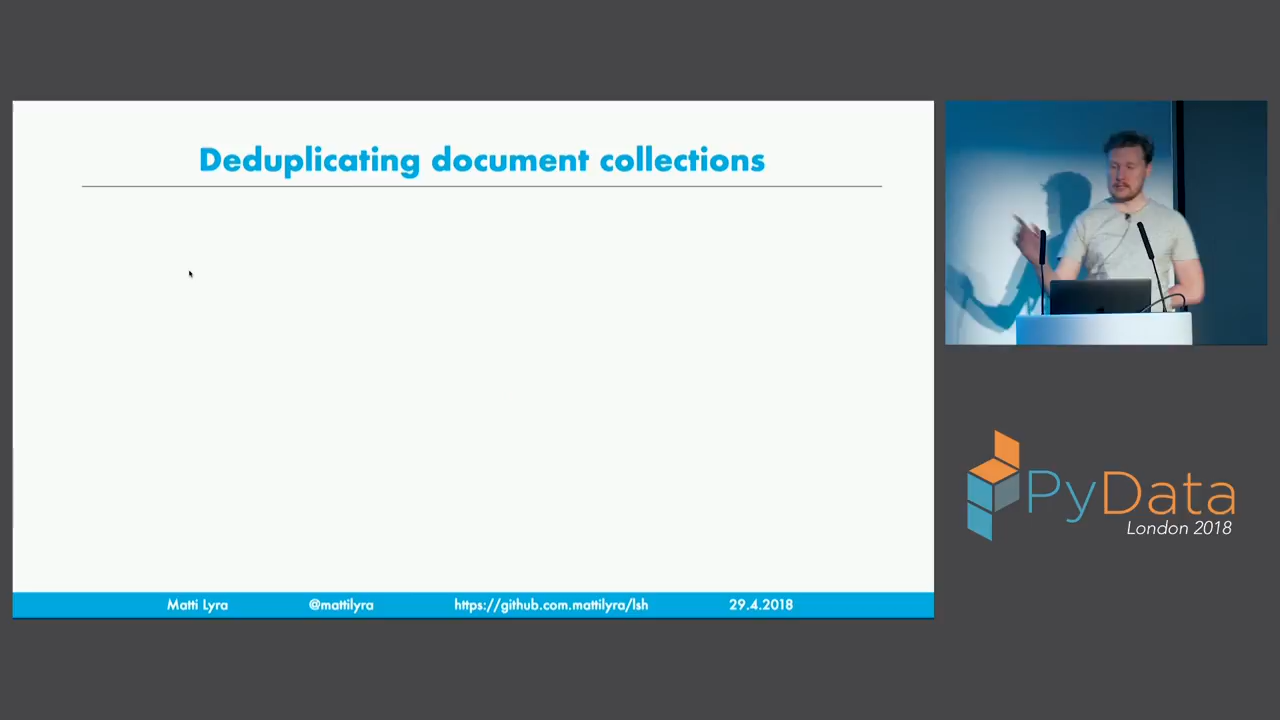 Deduplicating document collections
Matti Lyra @mattilyra https://github.com.mattilyra/lsh 29.4.2018
PyData
London 2018